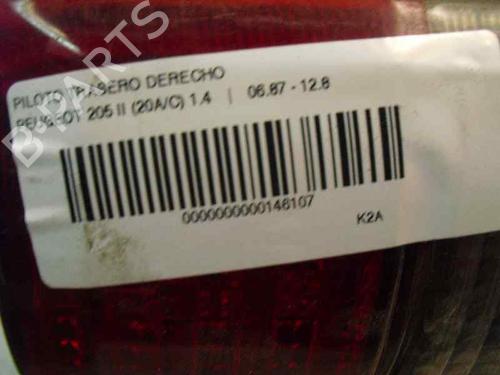 PILOTO TRASERO DERECHO
PEUGEOT 205 II (20A/C) 1.4 | 06.87 - 12.8
0000000000146107
K2A
B-PARTS